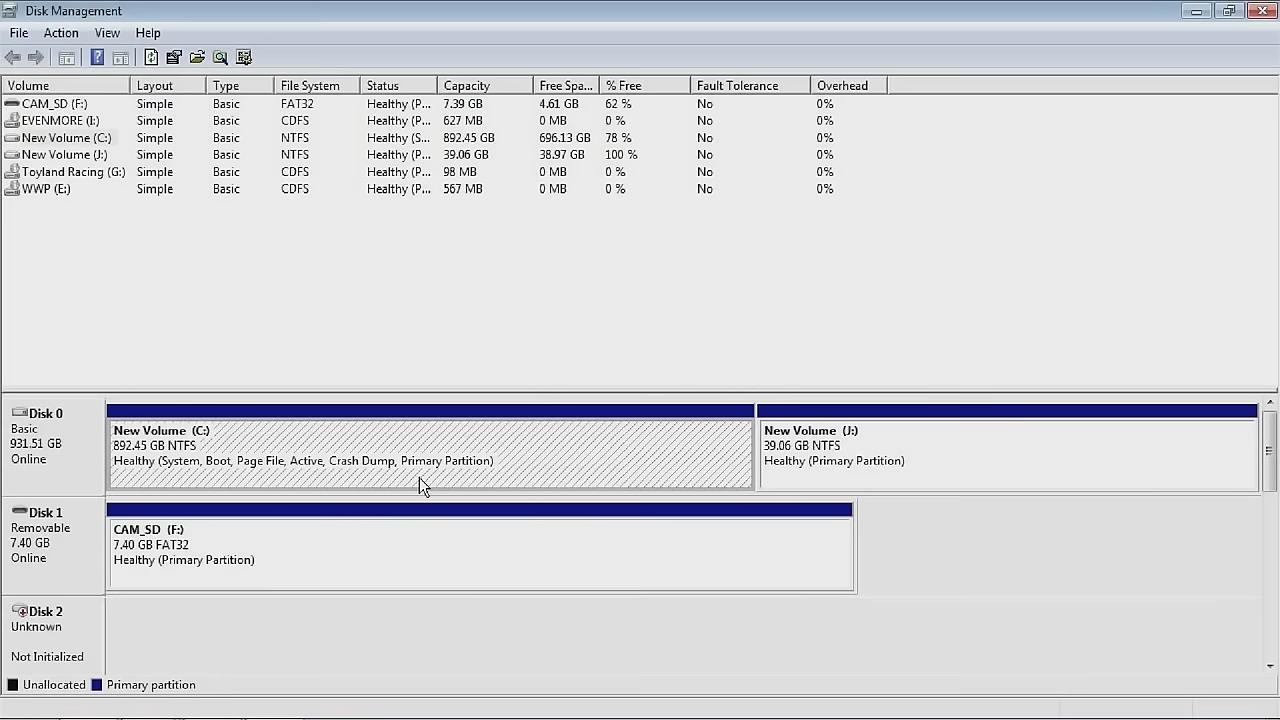 Disk Management
File Action View Help
Volume Layout Type File System Status Capacity Free Spa... % Free Fault Tolerance Overhead
CAM_SD (F:) Simple Basic FAT32 Healthy (P... 7.39 GB 4.61 GB 62 % No 0%
EVENMORE (I:) Simple Basic CDFS Healthy (P... 627 MB 0 MB 0 % No 0%
New Volume (C:) Simple Basic NTFS Healthy (S... 892.45 GB 696.13 GB 78 % No 0%
New Volume (J:) Simple Basic NTFS Healthy (P... 39.06 GB 38.97 GB 100 % No 0%
Toyland Racing (G:) Simple Basic CDFS Healthy (P... 98 MB 0 MB 0 % No 0%
WWP (E:) Simple Basic CDFS Healthy (P... 567 MB 0 MB 0 % No 0%
Disk 0
Basic
931.51 GB
Online
New Volume (C:)
892.45 GB NTFS
Healthy (System, Boot, Page File, Active, Crash Dump, Primary Partition)
New Volume (J:)
39.06 GB NTFS
Healthy (Primary Partition)
Disk 1
Removable
7.40 GB
Online
CAM_SD (F:)
7.40 GB FAT32
Healthy (Primary Partition)
Disk 2
Unknown
Not Initialized
Unallocated Primary partition